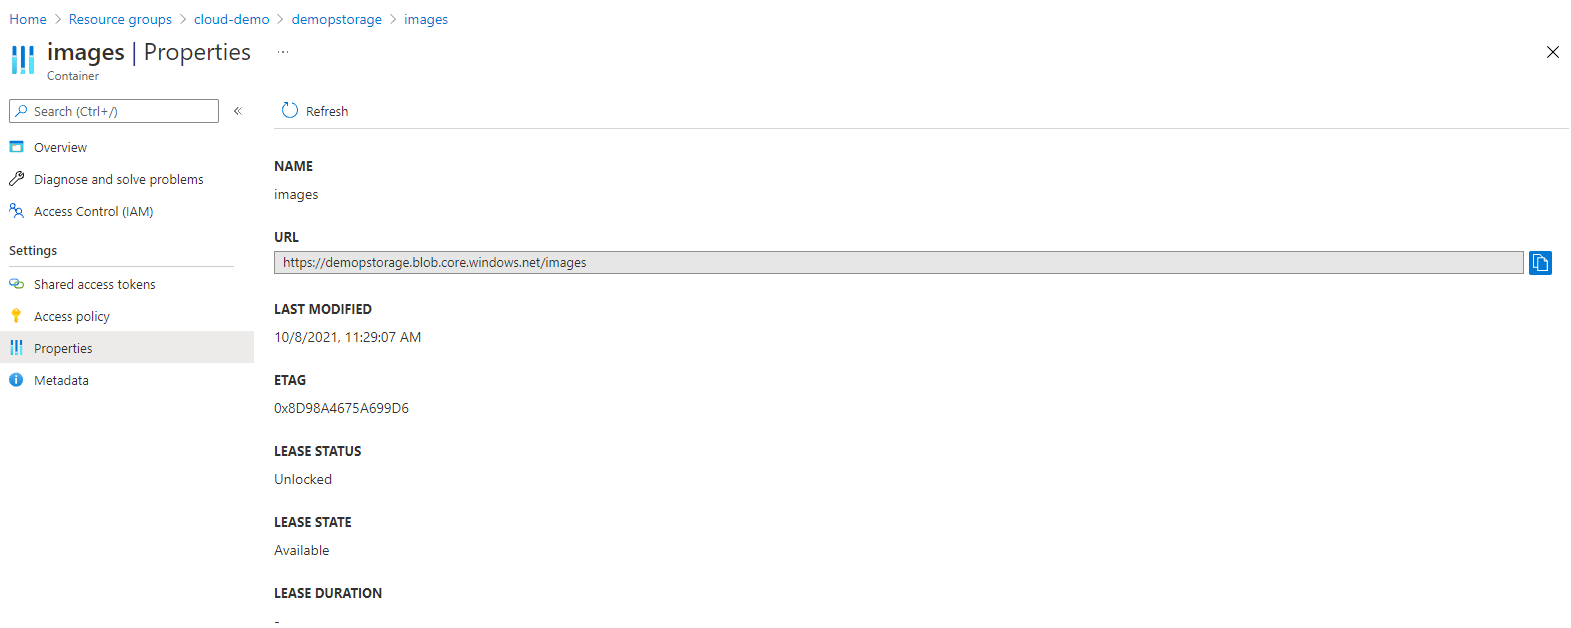 Home > Resource groups > cloud-demo > demopstorage > images
images | Properties ...
Container
Search (Ctrl+/) «
Refresh
Overview
Diagnose and solve problems
Access Control (IAM)
Settings
Shared access tokens
Access policy
Properties
Metadata
NAME
images
URL
https://demopstorage.blob.core.windows.net/images
LAST MODIFIED
10/8/2021, 11:29:07 AM
ETAG
0x8D98A4675A699D6
LEASE STATUS
Unlocked
LEASE STATE
Available
LEASE DURATION
-